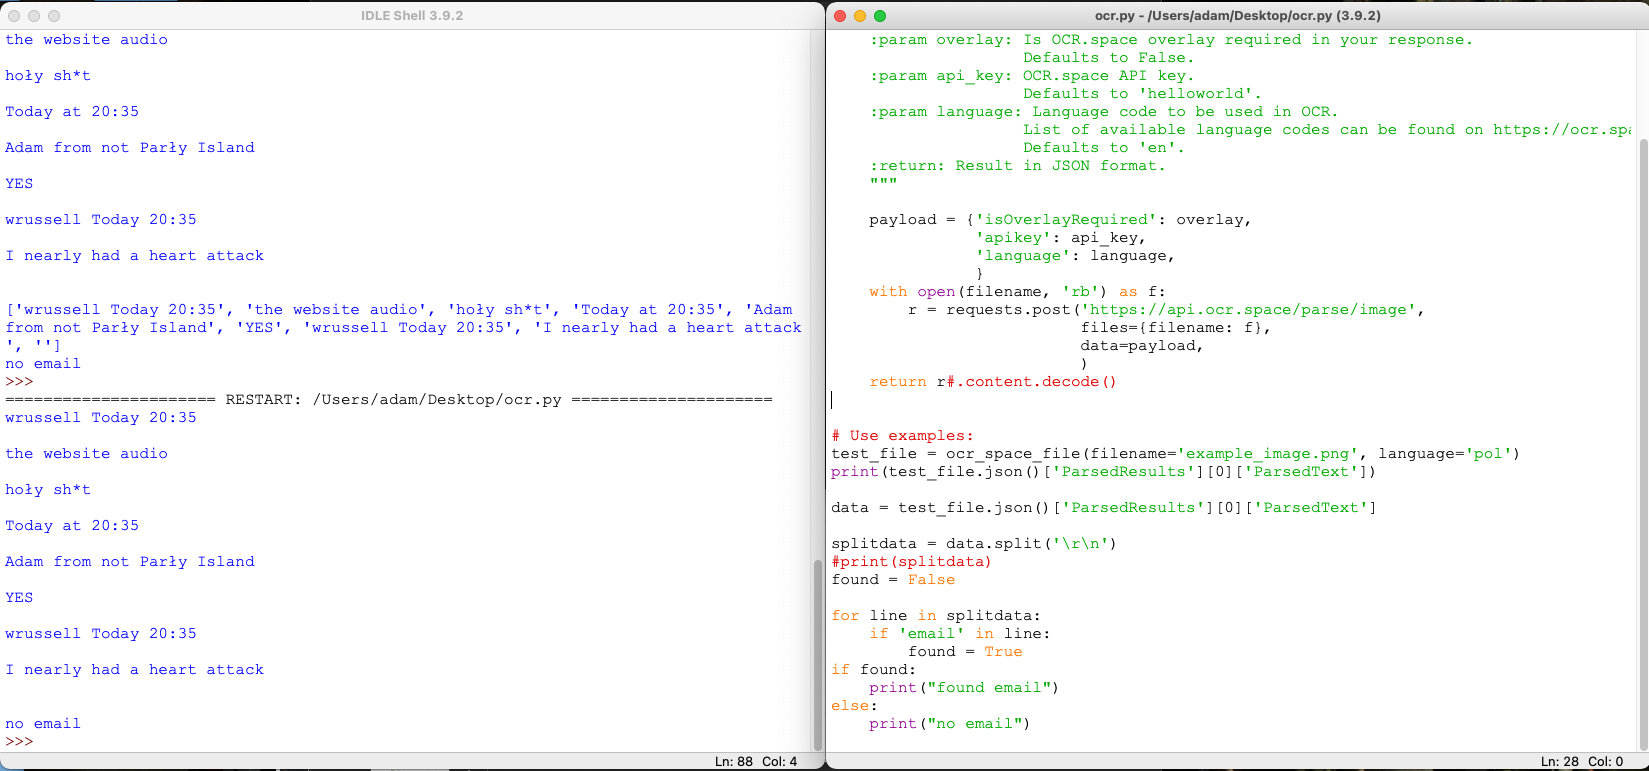 IDLE Shell 3.9.2
the website audio
hoły sh*t
Today at 20:35
Adam from not Parły Island
YES
wrussell Today 20:35
I nearly had a heart attack
['wrussell Today 20:35', 'the website audio', 'hoły sh*t', 'Today at 20:35', 'Adam
from not Parły Island', 'YES', 'wrussell Today 20:35', 'I nearly had a heart attack
', '']
no email
>>>
====================== RESTART: /Users/adam/Desktop/ocr.py =====================
wrussell Today 20:35
the website audio
hoły sh*t
Today at 20:35
Adam from not Parły Island
YES
wrussell Today 20:35
I nearly had a heart attack
no email
>>>
Ln: 88 Col: 4
ocr.py - /Users/adam/Desktop/ocr.py (3.9.2)
:param overlay: Is OCR.space overlay required in your response.
Defaults to False.
:param api_key: OCR.space API key.
Defaults to 'helloworld'.
:param language: Language code to be used in OCR.
List of available language codes can be found on https://ocr.spa
Defaults to 'en'.
:return: Result in JSON format.
"""
payload = {'isOverlayRequired': overlay,
'apikey': api_key,
'language': language,
}
with open(filename, 'rb') as f:
r = requests.post('https://api.ocr.space/parse/image',
files={filename: f},
data=payload,
)
return r#.content.decode()
# Use examples:
test_file = ocr_space_file(filename='example_image.png', language='pol')
print(test_file.json()['ParsedResults'][0]['ParsedText'])
data = test_file.json()['ParsedResults'][0]['ParsedText']
splitdata = data.split('\r\n')
#print(splitdata)
found = False
for line in splitdata:
if 'email' in line:
found = True
if found:
print("found email")
else:
print("no email")
Ln: 28 Col: 0